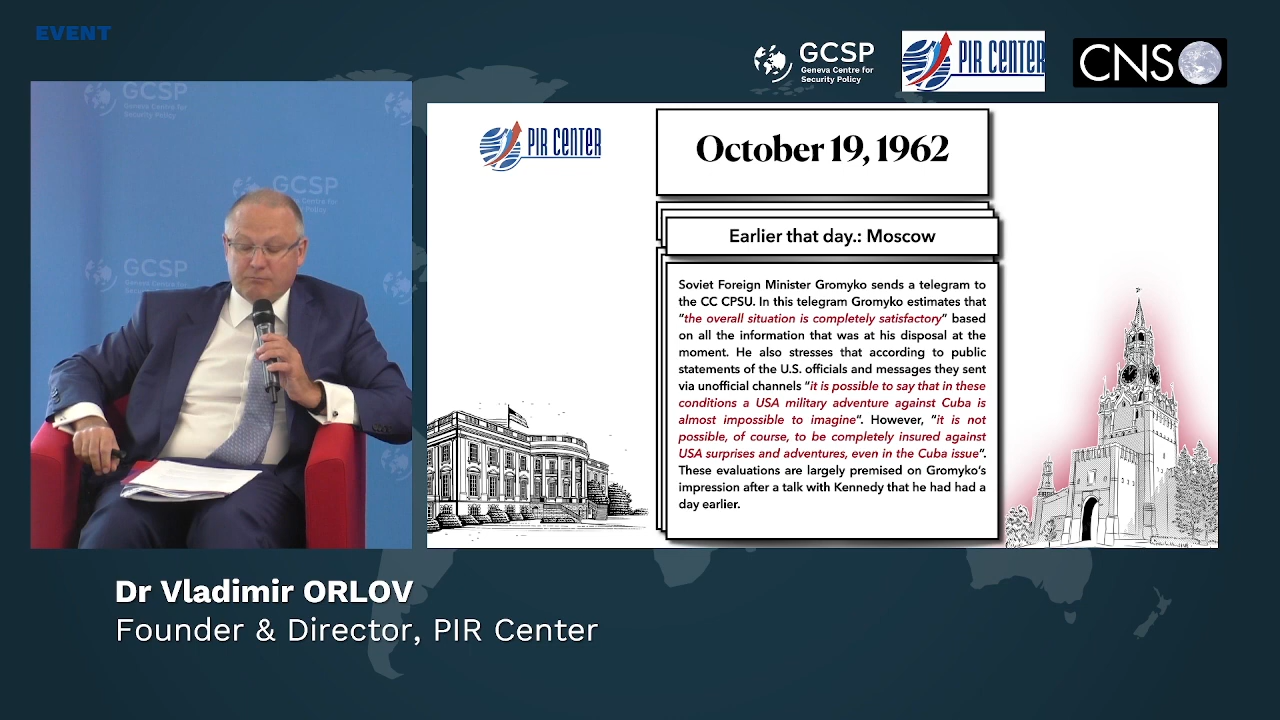 EVENT
GCSP
Geneva Centre for
Security Policy
PIR CENTER
CNS
GCSP
Geneva Centre for
Security Policy
GCSP
GCSP
PIR CENTER
October 19, 1962
Earlier that day.: Moscow
Soviet Foreign Minister Gromyko sends a telegram to
the CC CPSU. In this telegram Gromyko estimates that
“the overall situation is completely satisfactory” based
on all the information that was at his disposal at the
moment. He also stresses that according to public
statements of the U.S. officials and messages they sent
via unofficial channels “it is possible to say that in these
conditions a USA military adventure against Cuba is
almost impossible to imagine”. However, “it is not
possible, of course, to be completely insured against
USA surprises and adventures, even in the Cuba issue”.
These evaluations are largely premised on Gromyko’s
impression after a talk with Kennedy that he had had a
day earlier.
Dr Vladimir ORLOV
Founder & Director, PIR Center